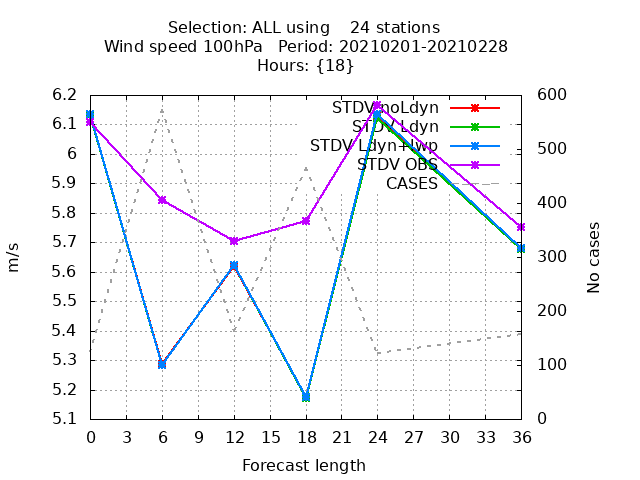 Selection: ALL using    24 stations
Wind speed 100hPa   Period: 20210201-20210228
Hours: {18}
6.2
6.1
6
5.9
5.8
5.7
5.6
5.5
5.4
5.3
5.2
5.1
m/s
STDV noLdyn
STDV Ldyn
STDV Ldyn+lwp
STDV OBS
CASES
600
500
400
300
200
100
0
No cases
0 3 6 9 12 15 18 21 24 27 30 33 36
Forecast length